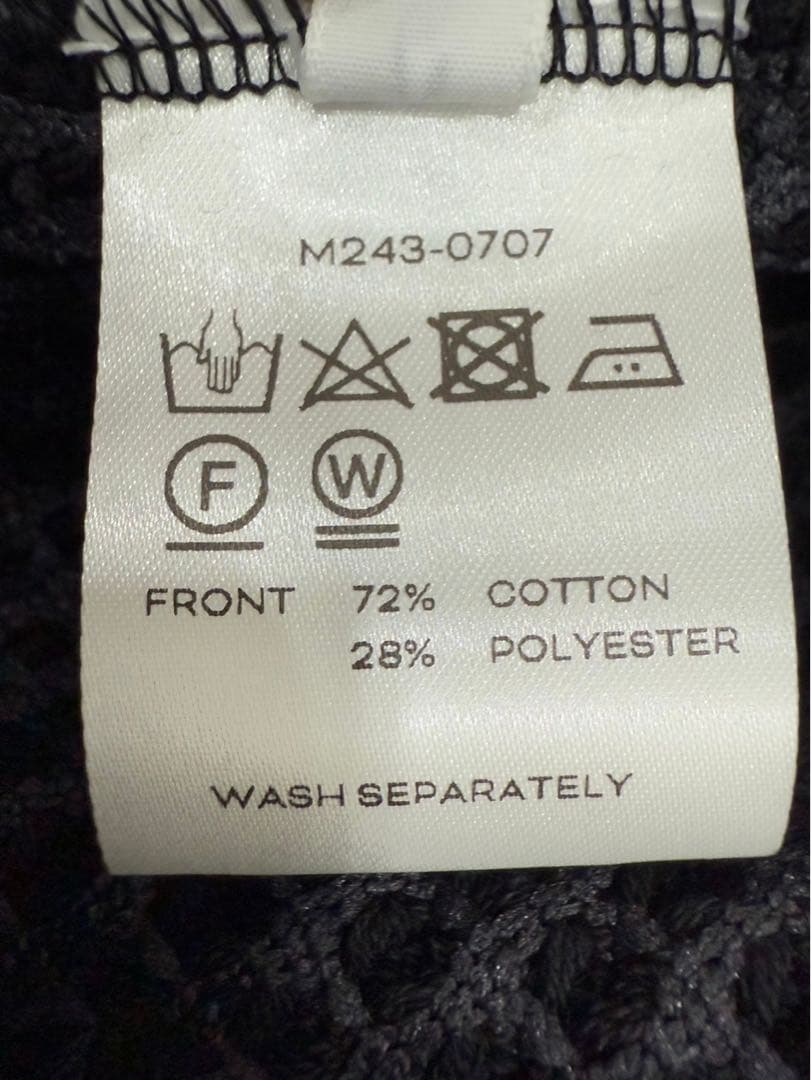 M243-0707
F W
FRONT 72% COTTON
28% POLYESTER
WASH SEPARATELY